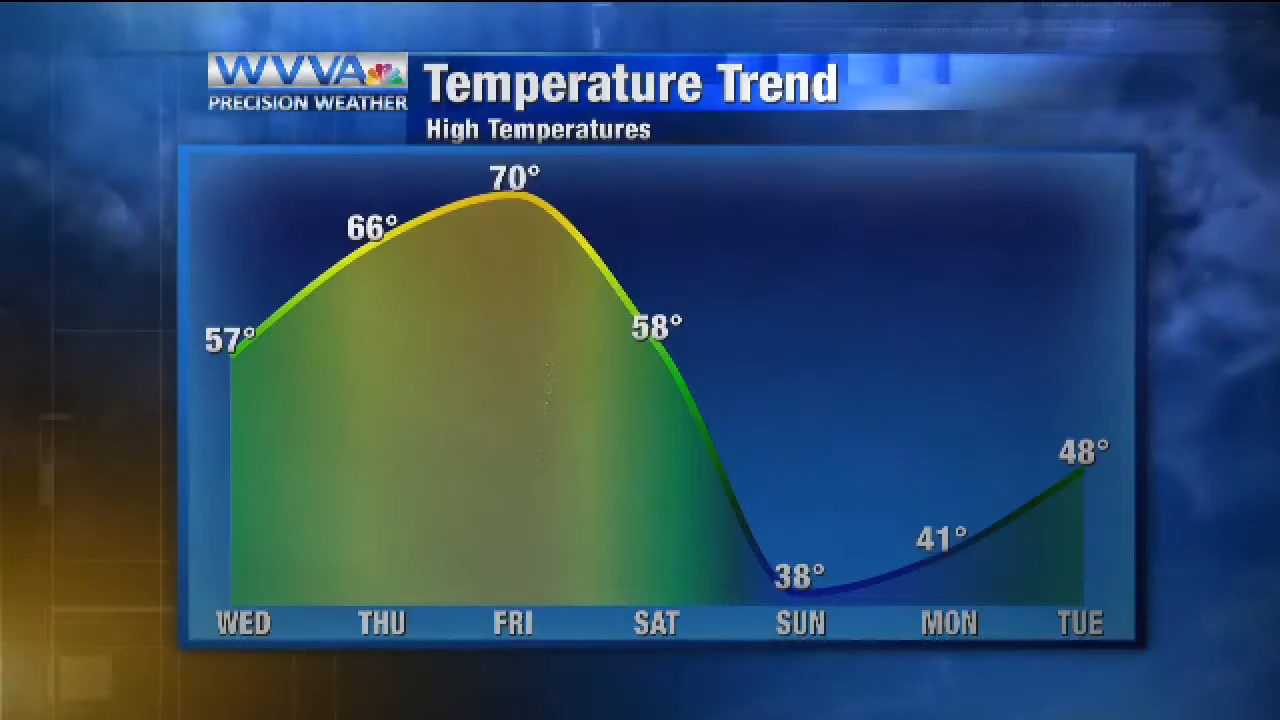 WVVA
PRECISION WEATHER
Temperature Trend
High Temperatures
70°
66°
57°
58°
48°
41°
38°
WED THU FRI SAT SUN MON TUE